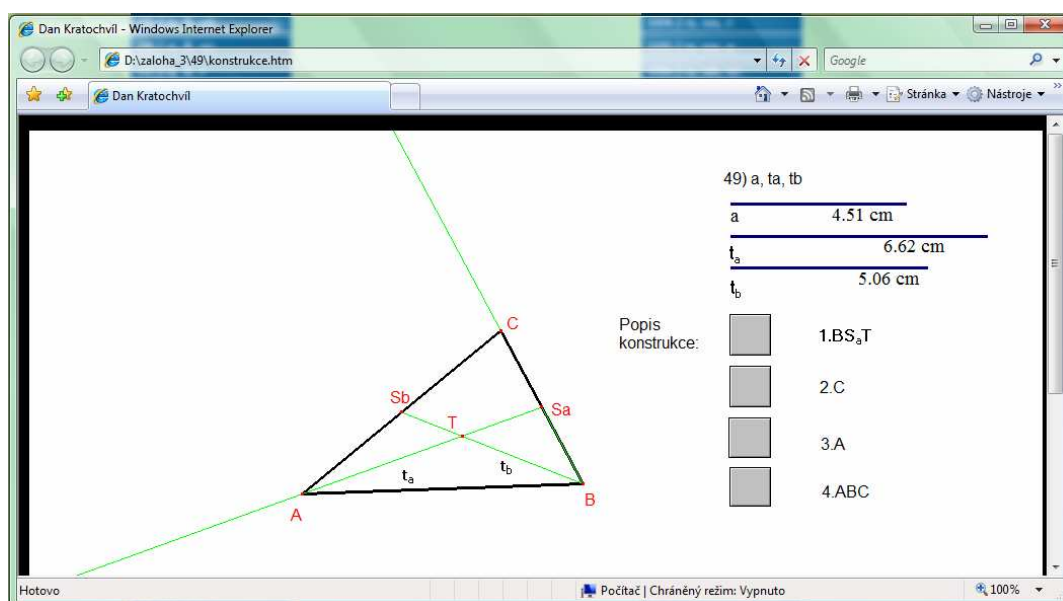 Dan Kratochvíl - Windows Internet Explorer
D:\zaloha_3\49\konstrukce.htm
Google
Dan Kratochvíl
Stránka
Nástroje
49) a, ta, tb
a
4.51 cm
ta
6.62 cm
tb
5.06 cm
Popis
konstrukce:
1.BSaT
2.C
3.A
4.ABC
C
Sb
T
Sa
ta
tb
A
B
Hotovo
Počítač | Chráněný režim: Vypnuto
100%